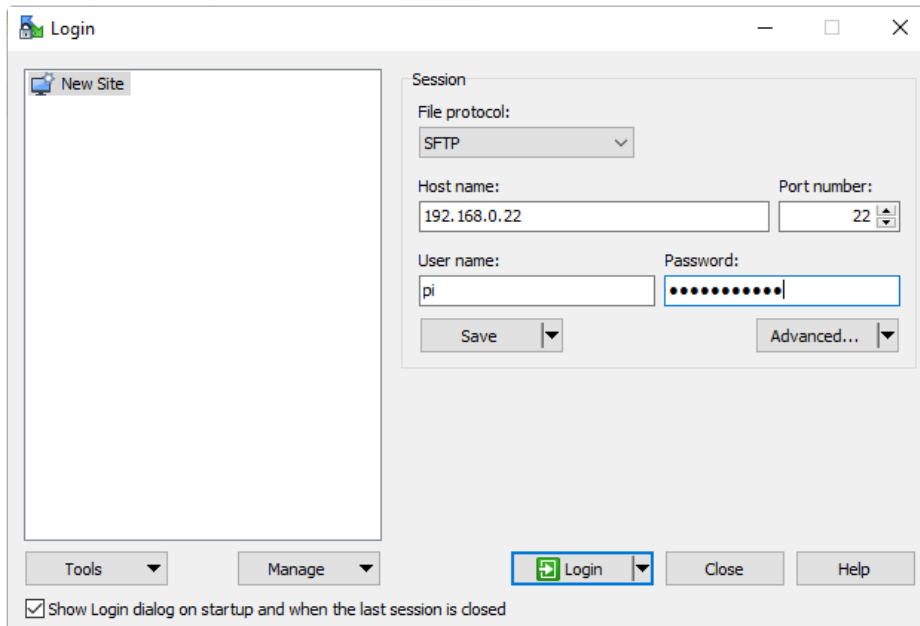 Login
New Site
Session
File protocol:
SFTP
Host name:
Port number:
192.168.0.22
22
User name:
Password:
pi
●●●●●●●●●●●
Save
Advanced...
Tools
Manage
Login
Close
Help
Show Login dialog on startup and when the last session is closed